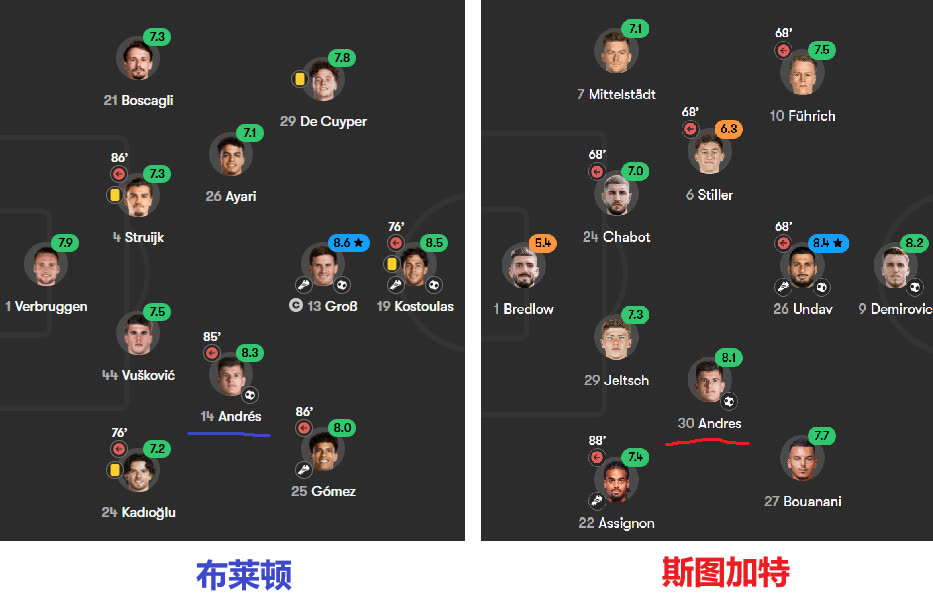 7.3
21 Boscagli
7.8
29 De Cuyper
7.1
26 Ayari
86'
7.3
4 Struijk
7.9
1 Verbruggen
8.6 ★
C 13 Groß
76'
8.5
19 Kostoulas
7.5
44 Vušković
85'
8.3
14 Andrés
86'
8.0
25 Gómez
76'
7.2
24 Kadıoğlu
布莱顿
7.1
7 Mittelstädt
68'
7.5
10 Führich
68'
6.3
6 Stiller
68'
7.0
24 Chabot
5.4
1 Bredlow
68'
8.4 ★
26 Undav
8.2
9 Demirovic
7.3
29 Jeltsch
8.1
30 Andres
88'
7.4
22 Assignon
7.7
27 Bouanani
斯图加特